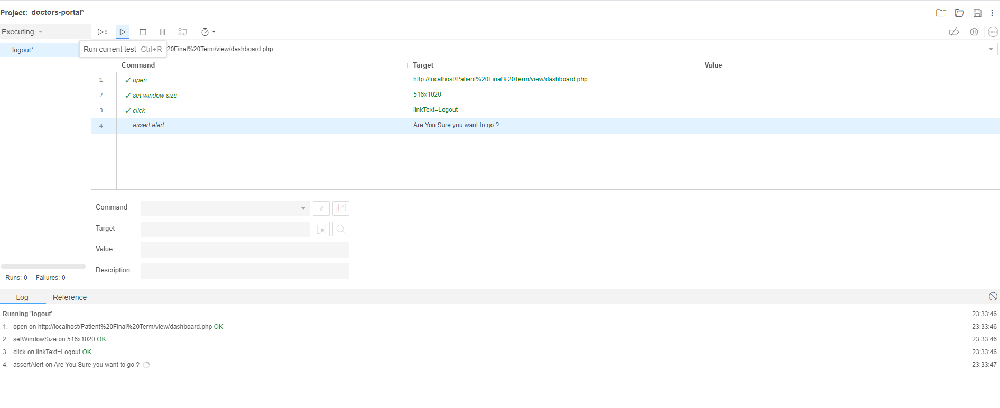 Project: doctors-portal*
Executing
REC
logout*
Run current test Ctrl+R
20Final%20Term/view/dashboard.php
Command Target Value
1 ✓ open http://localhost/Patient%20Final%20Term/view/dashboard.php
2 ✓ set window size 516x1020
3 ✓ click linkText=Logout
4 assert alert Are You Sure you want to go ?
Command //
Target
Value
Description
Runs: 0 Failures: 0
Log Reference
Running 'logout' 23:33:46
1. open on http://localhost/Patient%20Final%20Term/view/dashboard.php OK 23:33:46
2. setWindowSize on 516x1020 OK 23:33:46
3. click on linkText=Logout OK 23:33:46
4. assertAlert on Are You Sure you want to go ? 23:33:47